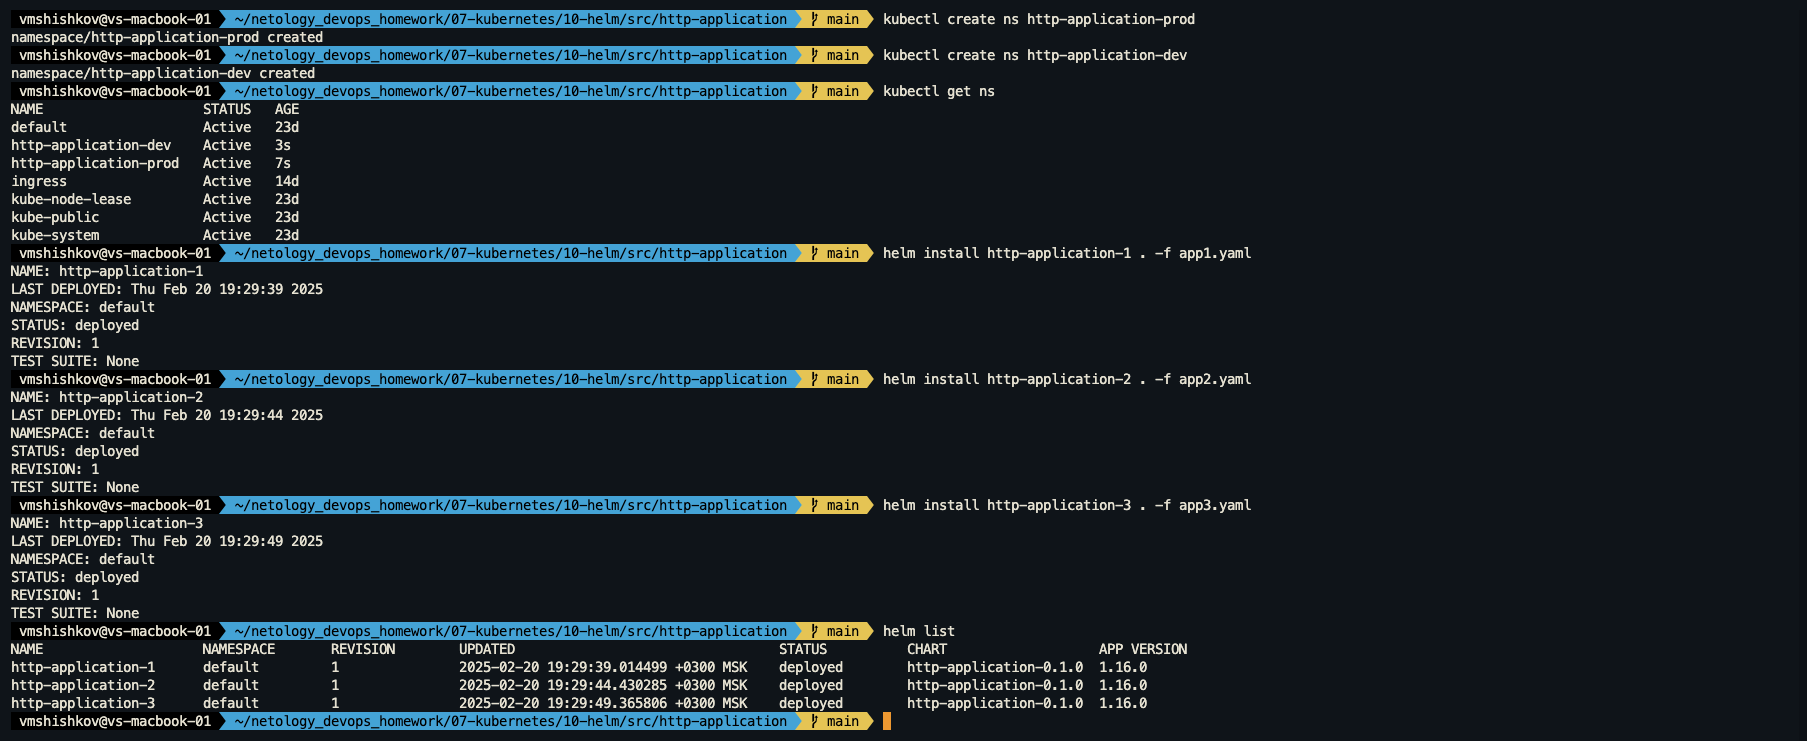 vmshishkov@vs-macbook-01 ~/netology_devops_homework/07-kubernetes/10-helm/src/http-application main kubectl create ns http-application-prod
namespace/http-application-prod created
vmshishkov@vs-macbook-01 ~/netology_devops_homework/07-kubernetes/10-helm/src/http-application main kubectl create ns http-application-dev
namespace/http-application-dev created
vmshishkov@vs-macbook-01 ~/netology_devops_homework/07-kubernetes/10-helm/src/http-application main kubectl get ns
NAME STATUS AGE
default Active 23d
http-application-dev Active 3s
http-application-prod Active 7s
ingress Active 14d
kube-node-lease Active 23d
kube-public Active 23d
kube-system Active 23d
vmshishkov@vs-macbook-01 ~/netology_devops_homework/07-kubernetes/10-helm/src/http-application main helm install http-application-1 . -f app1.yaml
NAME: http-application-1
LAST DEPLOYED: Thu Feb 20 19:29:39 2025
NAMESPACE: default
STATUS: deployed
REVISION: 1
TEST SUITE: None
vmshishkov@vs-macbook-01 ~/netology_devops_homework/07-kubernetes/10-helm/src/http-application main helm install http-application-2 . -f app2.yaml
NAME: http-application-2
LAST DEPLOYED: Thu Feb 20 19:29:44 2025
NAMESPACE: default
STATUS: deployed
REVISION: 1
TEST SUITE: None
vmshishkov@vs-macbook-01 ~/netology_devops_homework/07-kubernetes/10-helm/src/http-application main helm install http-application-3 . -f app3.yaml
NAME: http-application-3
LAST DEPLOYED: Thu Feb 20 19:29:49 2025
NAMESPACE: default
STATUS: deployed
REVISION: 1
TEST SUITE: None
vmshishkov@vs-macbook-01 ~/netology_devops_homework/07-kubernetes/10-helm/src/http-application main helm list
NAME NAMESPACE REVISION UPDATED STATUS CHART APP VERSION
http-application-1 default 1 2025-02-20 19:29:39.014499 +0300 MSK deployed http-application-0.1.0 1.16.0
http-application-2 default 1 2025-02-20 19:29:44.430285 +0300 MSK deployed http-application-0.1.0 1.16.0
http-application-3 default 1 2025-02-20 19:29:49.365806 +0300 MSK deployed http-application-0.1.0 1.16.0
vmshishkov@vs-macbook-01 ~/netology_devops_homework/07-kubernetes/10-helm/src/http-application main